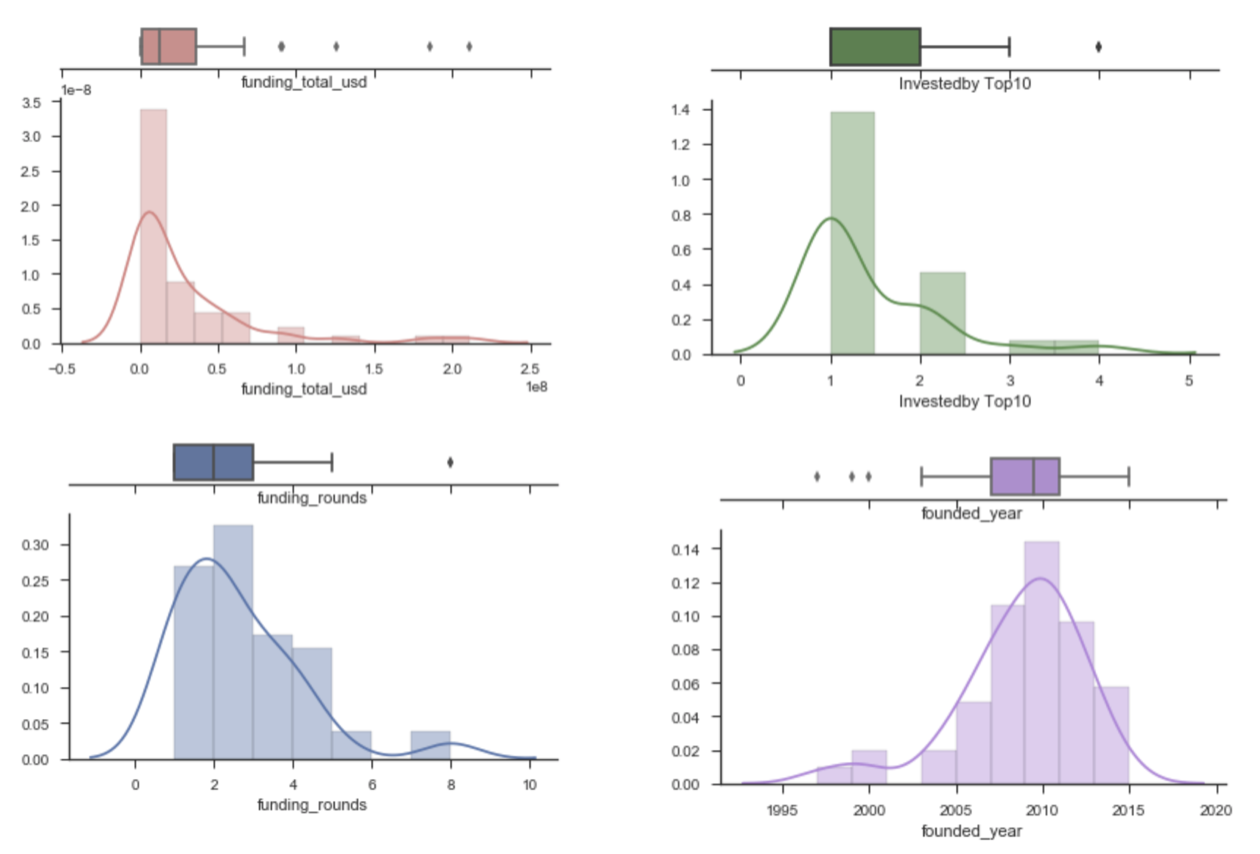 funding_total_usd
1e−8
3.5
3.0
2.5
2.0
1.5
1.0
0.5
0.0
−0.5 0.0 0.5 1.0 1.5 2.0 2.5
funding_total_usd 1e8
Investedby Top10
1.4
1.2
1.0
0.8
0.6
0.4
0.2
0.0
0 1 2 3 4 5
Investedby Top10
funding_rounds
0.30
0.25
0.20
0.15
0.10
0.05
0.00
0 2 4 6 8 10
funding_rounds
founded_year
0.14
0.12
0.10
0.08
0.06
0.04
0.02
0.00
1995 2000 2005 2010 2015 2020
founded_year